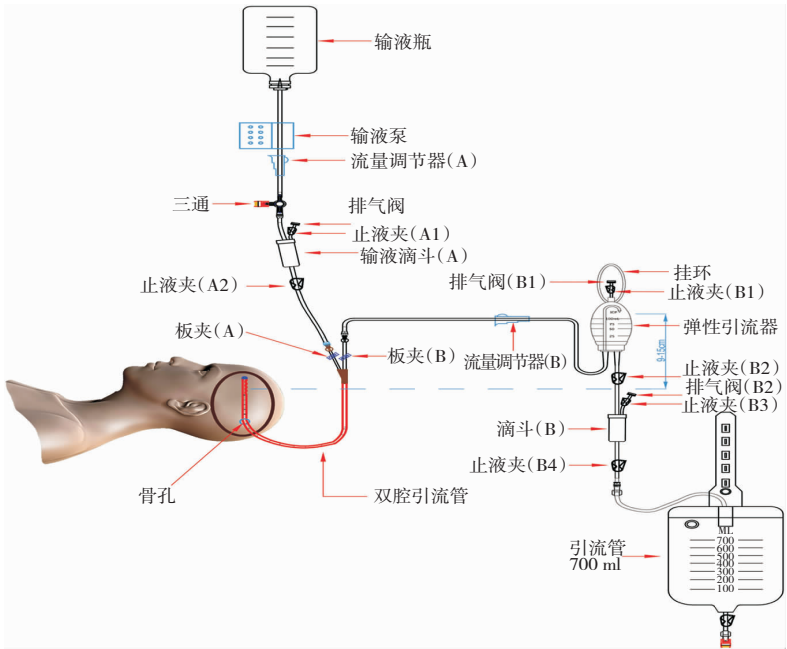 输液瓶
输液泵
流量调节器(A)
三通
排气阀
止液夹(A1)
输液滴斗(A)
止液夹(A2)
排气阀(B1)
挂环
止液夹(B1)
弹性引流器
板夹(A)
板夹(B)
流量调节器(B)
9-15cm
止液夹(B2)
排气阀(B2)
止液夹(B3)
滴斗(B)
止液夹(B4)
骨孔
双腔引流管
引流管
700 ml
ML
700
600
500
400
300
200
100